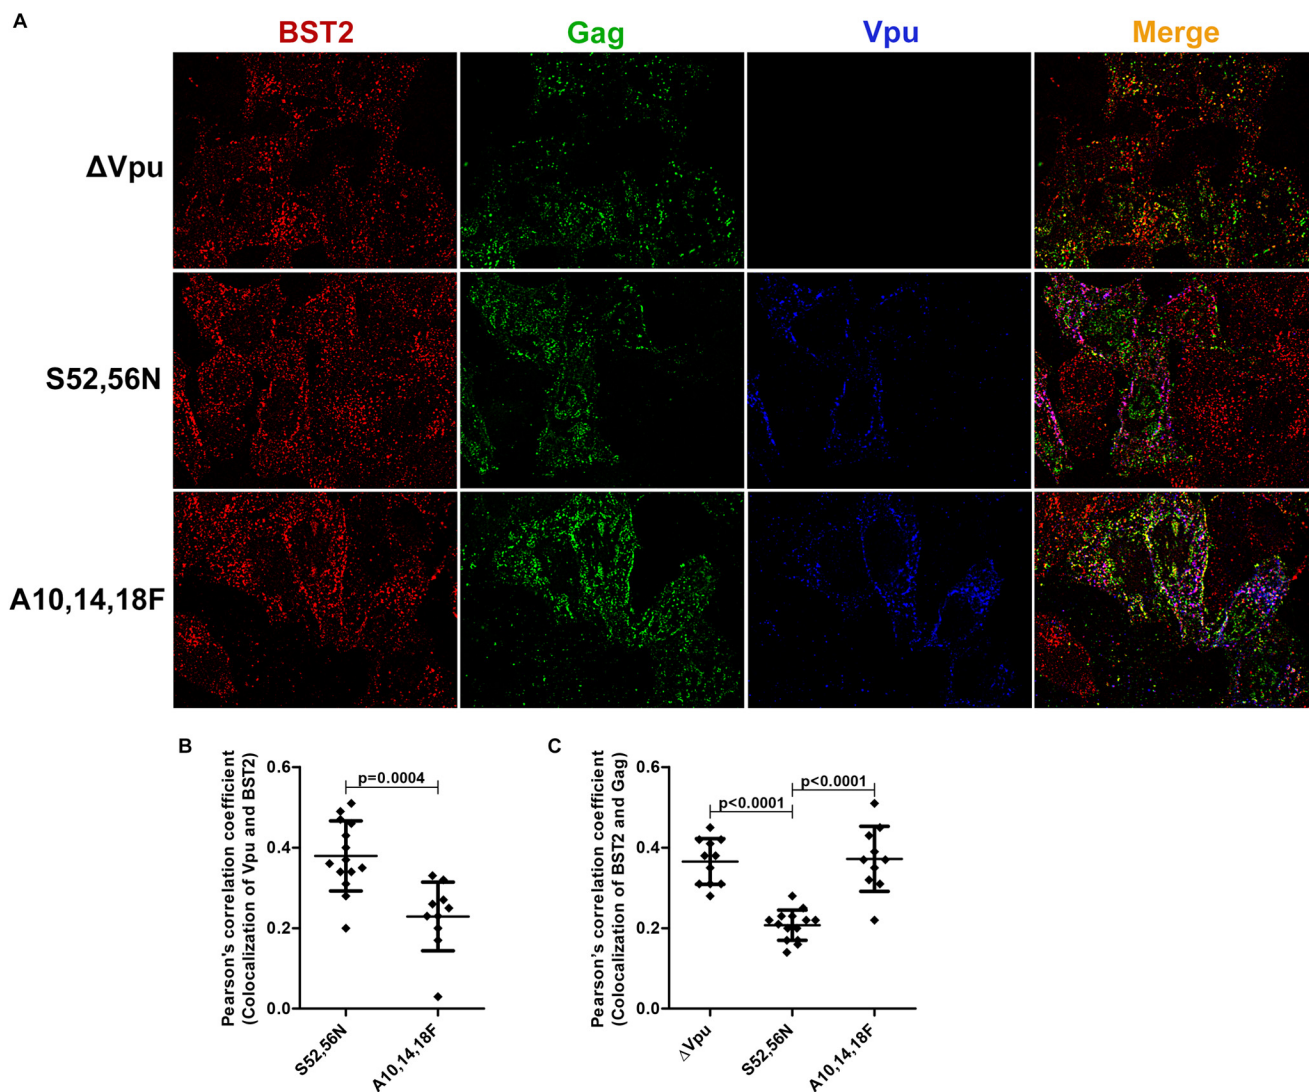 A
BST2 Gag Vpu Merge
ΔVpu
S52,56N
A10,14,18F
B
Pearson's correlation coefficient
(Colocalization of Vpu and BST2)
0.6
0.4
0.2
0.0
p=0.0004
S52,56N
A10,14,18F
C
Pearson's correlation coefficient
(Colocalization of BST2 and Gag)
0.6
0.4
0.2
0.0
p<0.0001
p<0.0001
ΔVpu
S52,56N
A10,14,18F